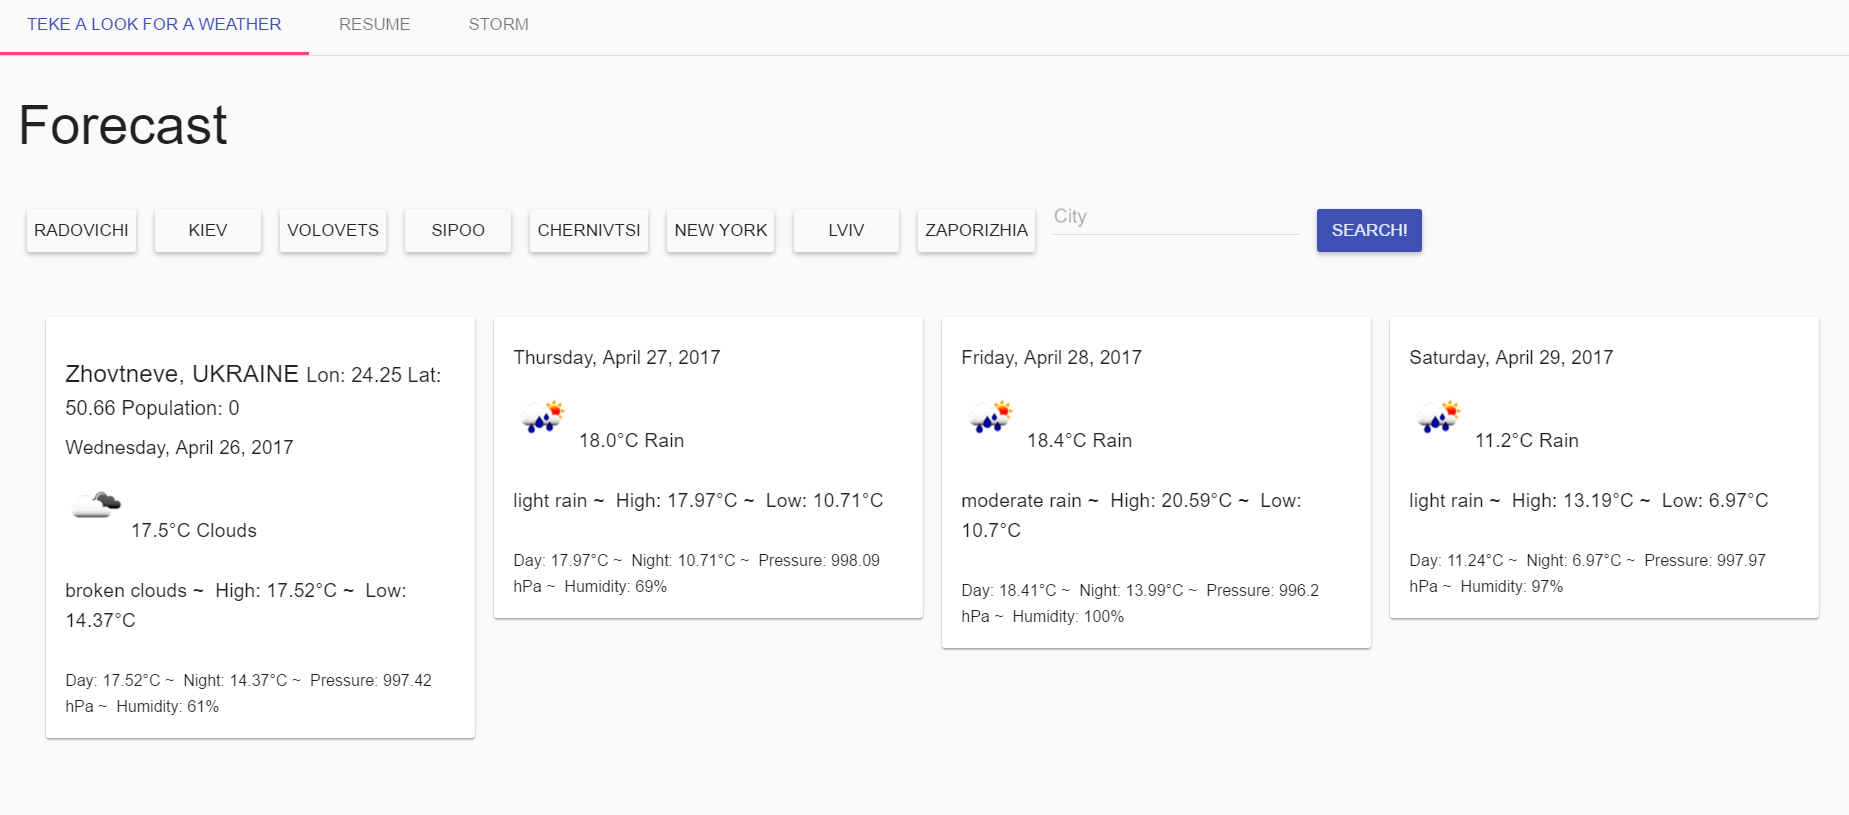 TEKE A LOOK FOR A WEATHER RESUME STORM
Forecast
RADOVICHI KIEV VOLOVETS SIPOO CHERNIVTSI NEW YORK LVIV ZAPORIZHIA City SEARCH!
Zhovtneve, UKRAINE Lon: 24.25 Lat:
50.66 Population: 0
Wednesday, April 26, 2017
17.5°C Clouds
broken clouds ~ High: 17.52°C ~ Low:
14.37°C
Day: 17.52°C ~ Night: 14.37°C ~ Pressure: 997.42
hPa ~ Humidity: 61%
Thursday, April 27, 2017
18.0°C Rain
light rain ~ High: 17.97°C ~ Low: 10.71°C
Day: 17.97°C ~ Night: 10.71°C ~ Pressure: 998.09
hPa ~ Humidity: 69%
Friday, April 28, 2017
18.4°C Rain
moderate rain ~ High: 20.59°C ~ Low:
10.7°C
Day: 18.41°C ~ Night: 13.99°C ~ Pressure: 996.2
hPa ~ Humidity: 100%
Saturday, April 29, 2017
11.2°C Rain
light rain ~ High: 13.19°C ~ Low: 6.97°C
Day: 11.24°C ~ Night: 6.97°C ~ Pressure: 997.97
hPa ~ Humidity: 97%